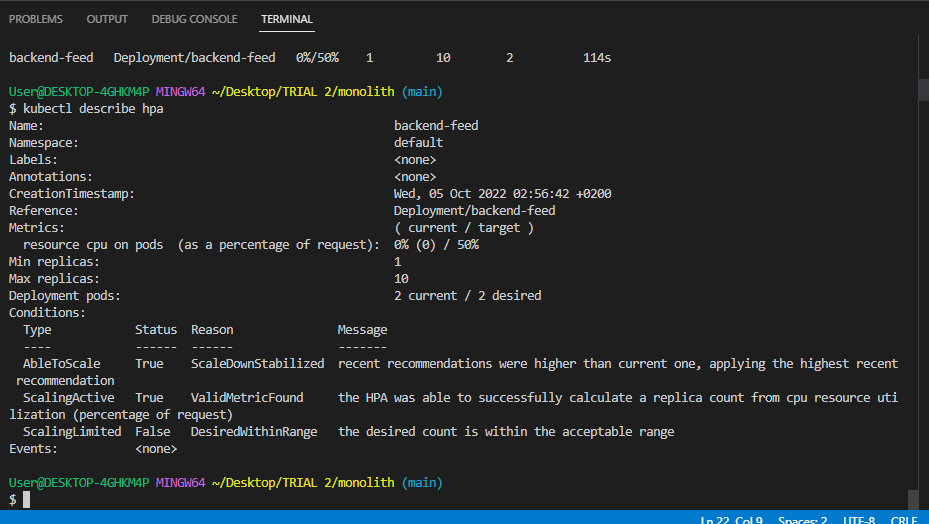 PROBLEMS OUTPUT DEBUG CONSOLE TERMINAL
backend-feed Deployment/backend-feed 0%/50% 1 10 2 114s
User@DESKTOP-4GHKM4P MINGW64 ~/Desktop/TRIAL 2/monolith (main)
$ kubectl describe hpa
Name: backend-feed
Namespace: default
Labels: <none>
Annotations: <none>
CreationTimestamp: Wed, 05 Oct 2022 02:56:42 +0200
Reference: Deployment/backend-feed
Metrics: ( current / target )
resource cpu on pods (as a percentage of request): 0% (0) / 50%
Min replicas: 1
Max replicas: 10
Deployment pods: 2 current / 2 desired
Conditions:
Type Status Reason Message
---- ------ ------ -------
AbleToScale True ScaleDownStabilized recent recommendations were higher than current one, applying the highest recent
recommendation
ScalingActive True ValidMetricFound the HPA was able to successfully calculate a replica count from cpu resource uti
lization (percentage of request)
ScalingLimited False DesiredWithinRange the desired count is within the acceptable range
Events: <none>
User@DESKTOP-4GHKM4P MINGW64 ~/Desktop/TRIAL 2/monolith (main)
$
Ln 22, Col 9 Spaces: 2 UTF-8 CRLF